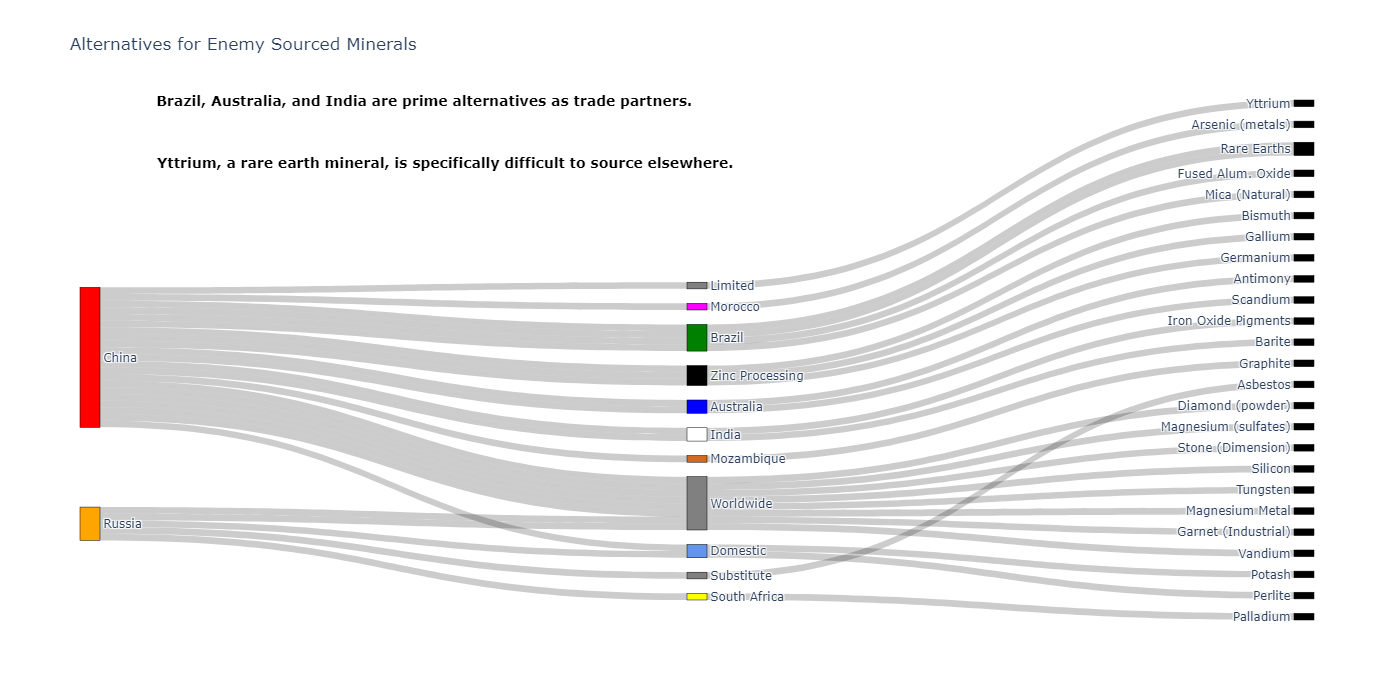 Alternatives for Enemy Sourced Minerals
Brazil, Australia, and India are prime alternatives as trade partners.
Yttrium, a rare earth mineral, is specifically difficult to source elsewhere.
China
Russia
Limited
Morocco
Brazil
Zinc Processing
Australia
India
Mozambique
Worldwide
Domestic
Substitute
South Africa
Yttrium
Arsenic (metals)
Rare Earths
Fused Alum. Oxide
Mica (Natural)
Bismuth
Gallium
Germanium
Antimony
Scandium
Iron Oxide Pigments
Barite
Graphite
Asbestos
Diamond (powder)
Magnesium (sulfates)
Stone (Dimension)
Silicon
Tungsten
Magnesium Metal
Garnet (Industrial)
Vandium
Potash
Perlite
Palladium